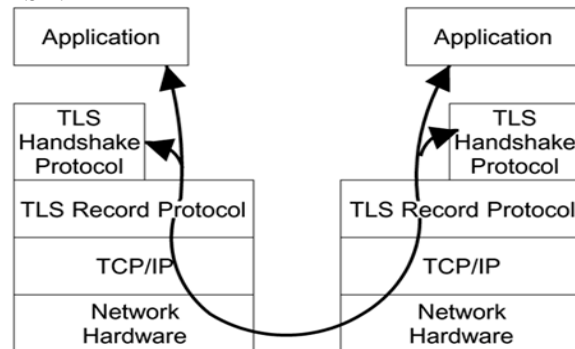 Application
Application
TLS
Handshake
Protocol
TLS
Handshake
Protocol
TLS Record Protocol
TLS Record Protocol
TCP/IP
TCP/IP
Network
Hardware
Network
Hardware